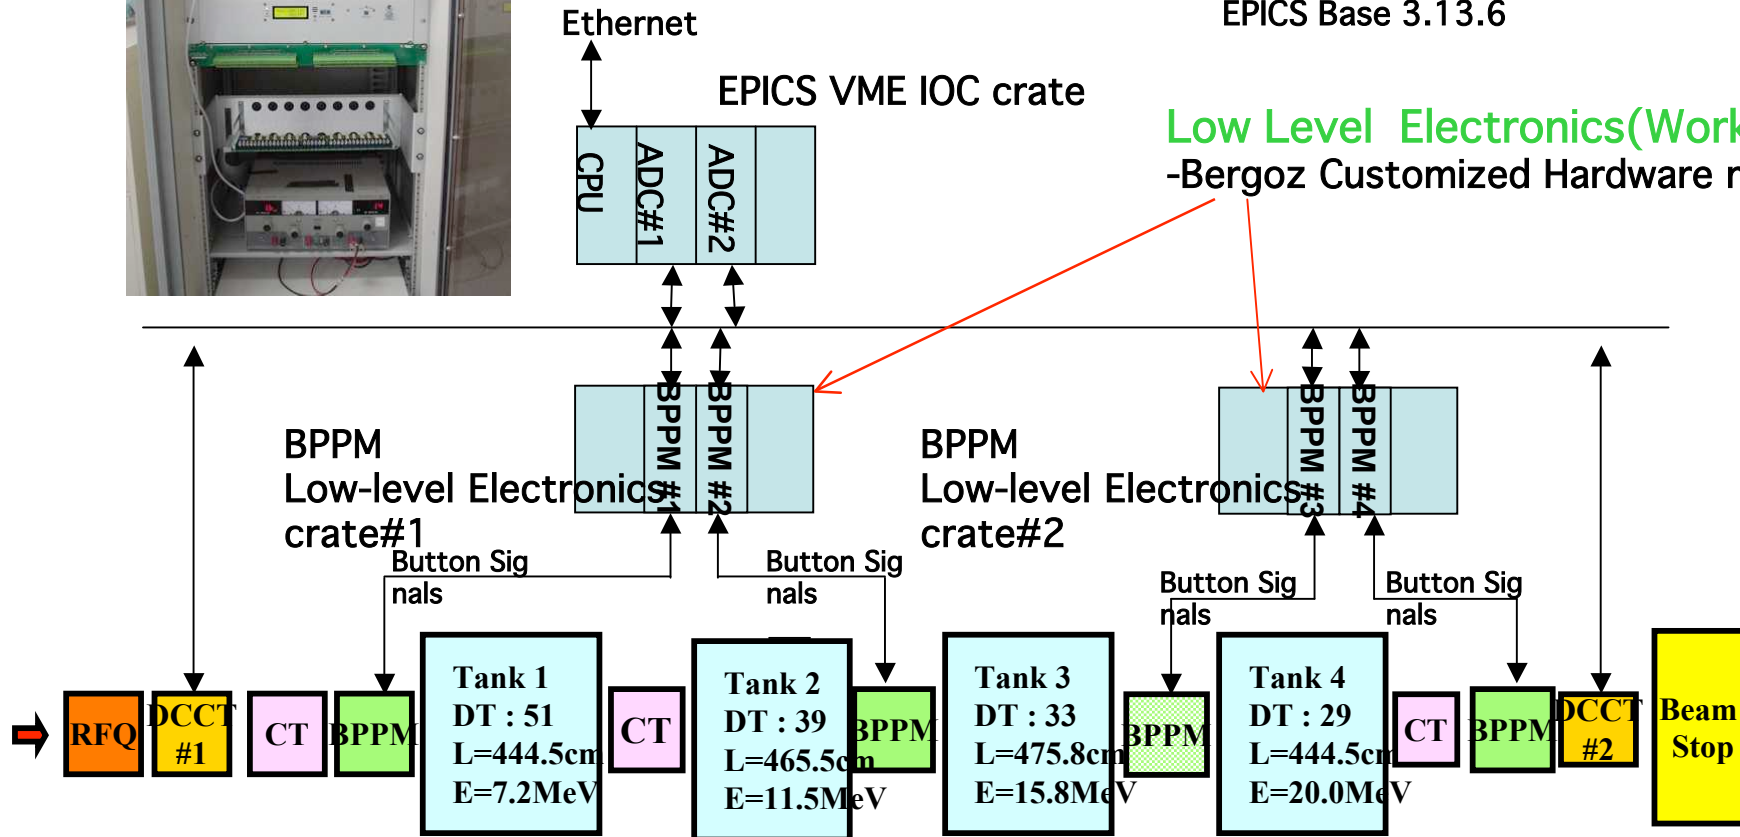 Ethernet
EPICS Base 3.13.6
EPICS VME IOC crate
Low Level Electronics(Work
-Bergoz Customized Hardware
CPU
ADC#1
ADC#2
BPPM #1
BPPM #2
BPPM #3
BPPM #4
BPPM
Low-level Electronics
crate#1
BPPM
Low-level Electronics
crate#2
Button Sig
nals
Button Sig
nals
Button Sig
nals
Button Sig
nals
RFQ
DCCT
#1
CT
BPPM
Tank 1
DT : 51
L=444.5cm
E=7.2MeV
CT
Tank 2
DT : 39
L=465.5cm
E=11.5MeV
BPPM
Tank 3
DT : 33
L=475.8cm
E=15.8MeV
BPPM
Tank 4
DT : 29
L=444.5cm
E=20.0MeV
CT
BPPM
DCCT
#2
Beam
Stop